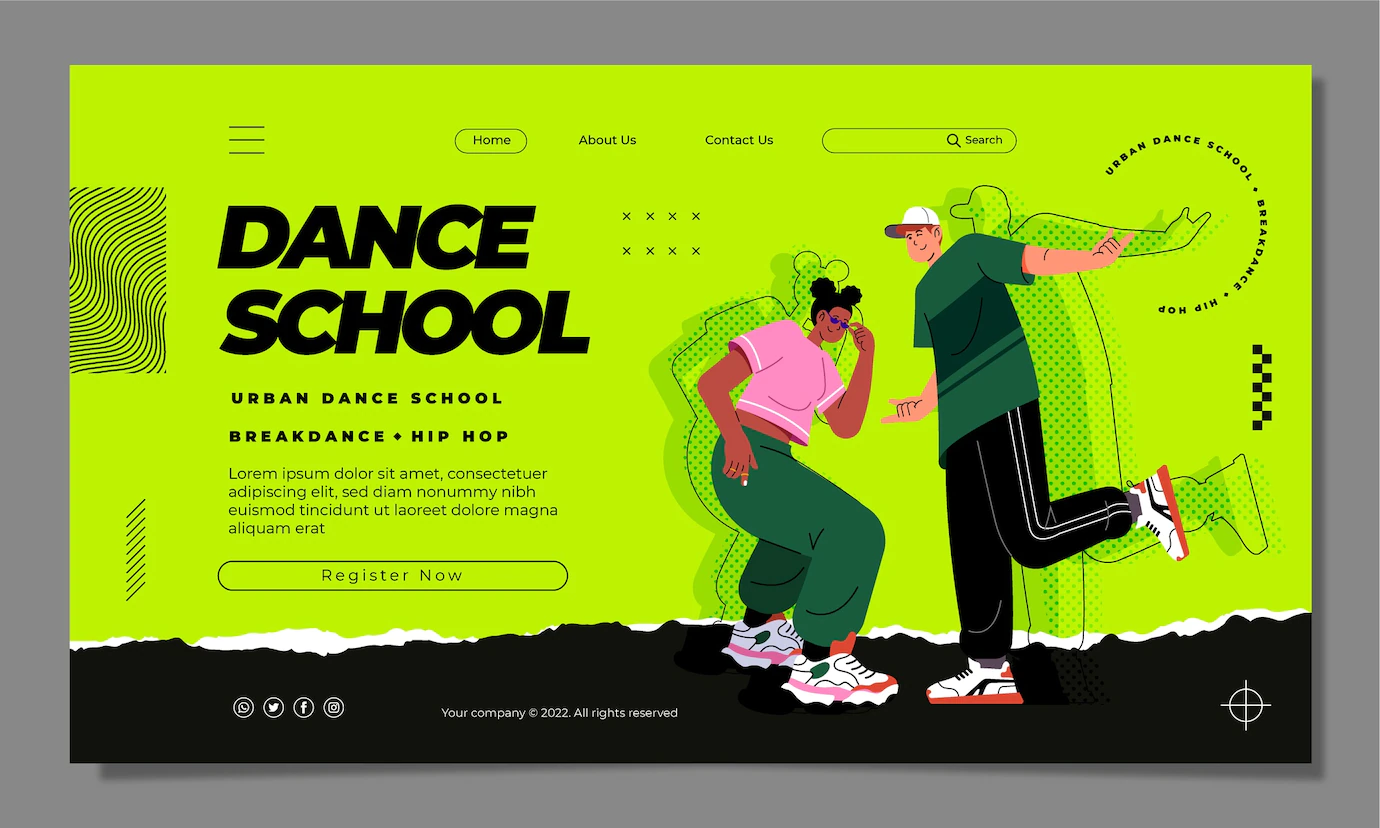 Home
About Us
Contact Us
Search
URBAN DANCE SCHOOL ⬥ BREAKDANCE ⬥ HIP HOP
DANCE
SCHOOL
URBAN DANCE SCHOOL
BREAKDANCE ⬥ HIP HOP
Lorem ipsum dolor sit amet, consectetuer
adipiscing elit, sed diam nonummy nibh
euismod tincidunt ut laoreet dolore magna
aliquam erat
Register Now
Your company © 2022. All rights reserved